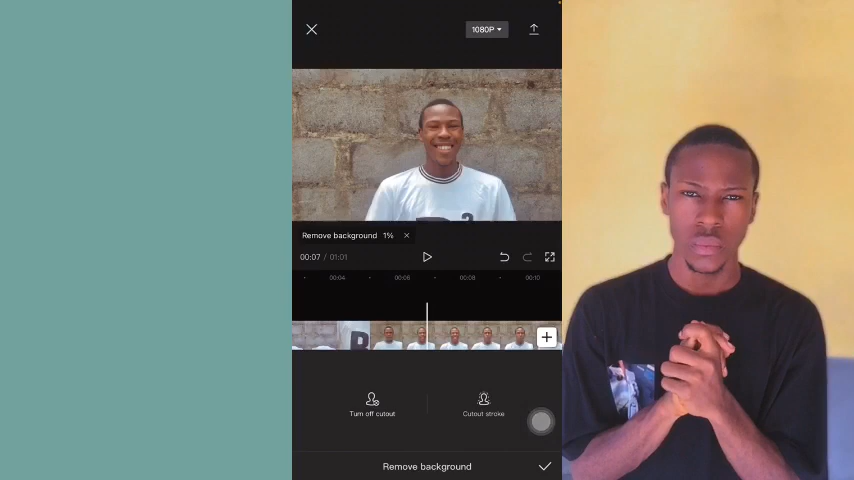 1080P
Remove background 1%
00:07 / 01:01
00:04 00:06 00:08 00:10
Turn off cutout
Cutout stroke
Remove background